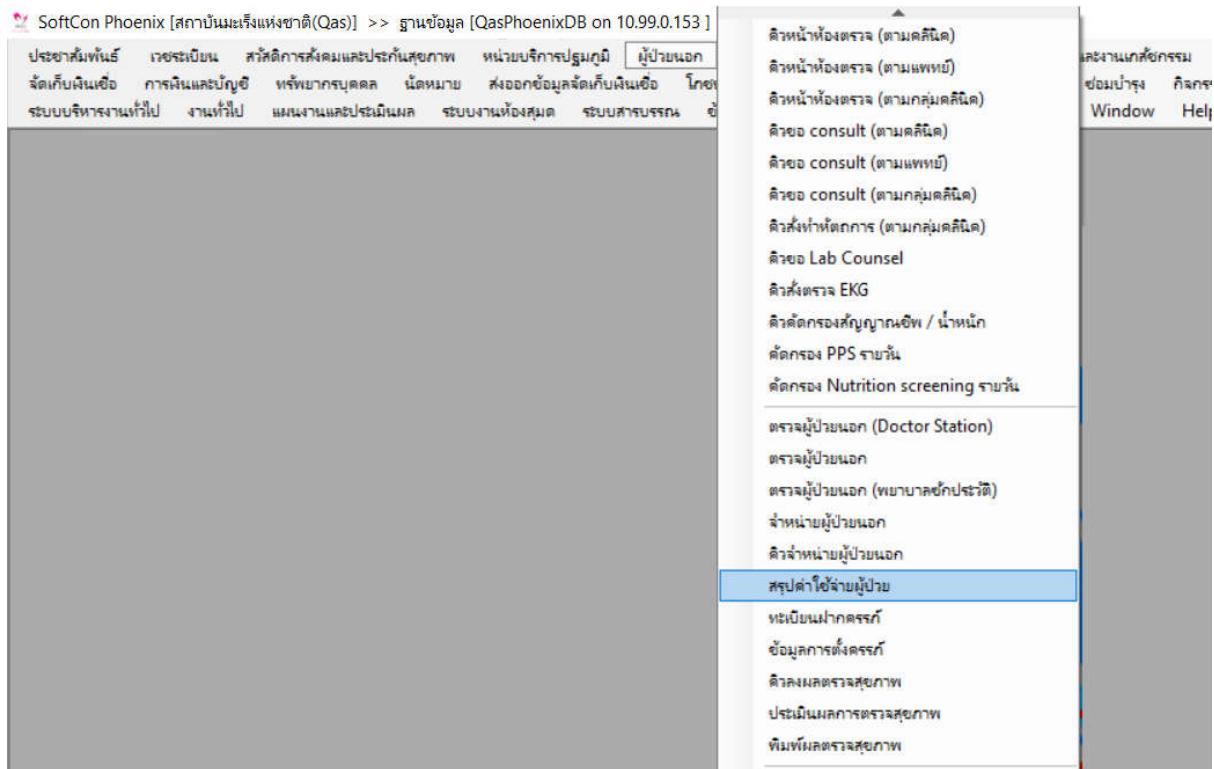 SoftCon Phoenix [สถาบันมะเร็งแห่งชาติ(Qas)] >> ฐานข้อมูล [QasPhoenixDB on 10.99.0.153 ]
ประชาสัมพันธ์ เวชระเบียน สวัสดิการสังคมและประกันสุขภาพ หน่วยบริการปฐมภูมิ ผู้ป่วยนอก และงานเภสัชกรรม
จัดเก็บเงินเชื่อ การเงินและบัญชี ทรัพยากรบุคคล นัดหมาย ส่งออกข้อมูลจัดเก็บเงินเชื่อ ซ่อมบำรุง
ระบบบริหารงานทั่วไป งานทั่วไป แผนงานและประเมินผล ระบบงานห้องสมุด ระบบสารบรรณ Window Help
คิวหน้าห้องตรวจ (ตามคลินิค)
คิวหน้าห้องตรวจ (ตามแพทย์)
คิวหน้าห้องตรวจ (ตามกลุ่มคลินิค)
คิวขอ consult (ตามคลินิค)
คิวขอ consult (ตามแพทย์)
คิวขอ consult (ตามกลุ่มคลินิค)
คิวสั่งทำหัตถการ (ตามกลุ่มคลินิค)
คิวขอ Lab Counsel
คิวสั่งตรวจ EKG
คิวคัดกรองสัญญาณชีพ / น้ำหนัก
คัดกรอง PPS รายวัน
คัดกรอง Nutrition screening รายวัน
ตรวจผู้ป่วยนอก (Doctor Station)
ตรวจผู้ป่วยนอก
ตรวจผู้ป่วยนอก (พยาบาลซักประวัติ)
จำหน่ายผู้ป่วยนอก
คิวจำหน่ายผู้ป่วยนอก
สรุปค่าใช้จ่ายผู้ป่วย
ทะเบียนฝากครรภ์
ข้อมูลการตั้งครรภ์
คิวลงผลตรวจสุขภาพ
ประเมินผลการตรวจสุขภาพ
พิมพ์ผลตรวจสุขภาพ